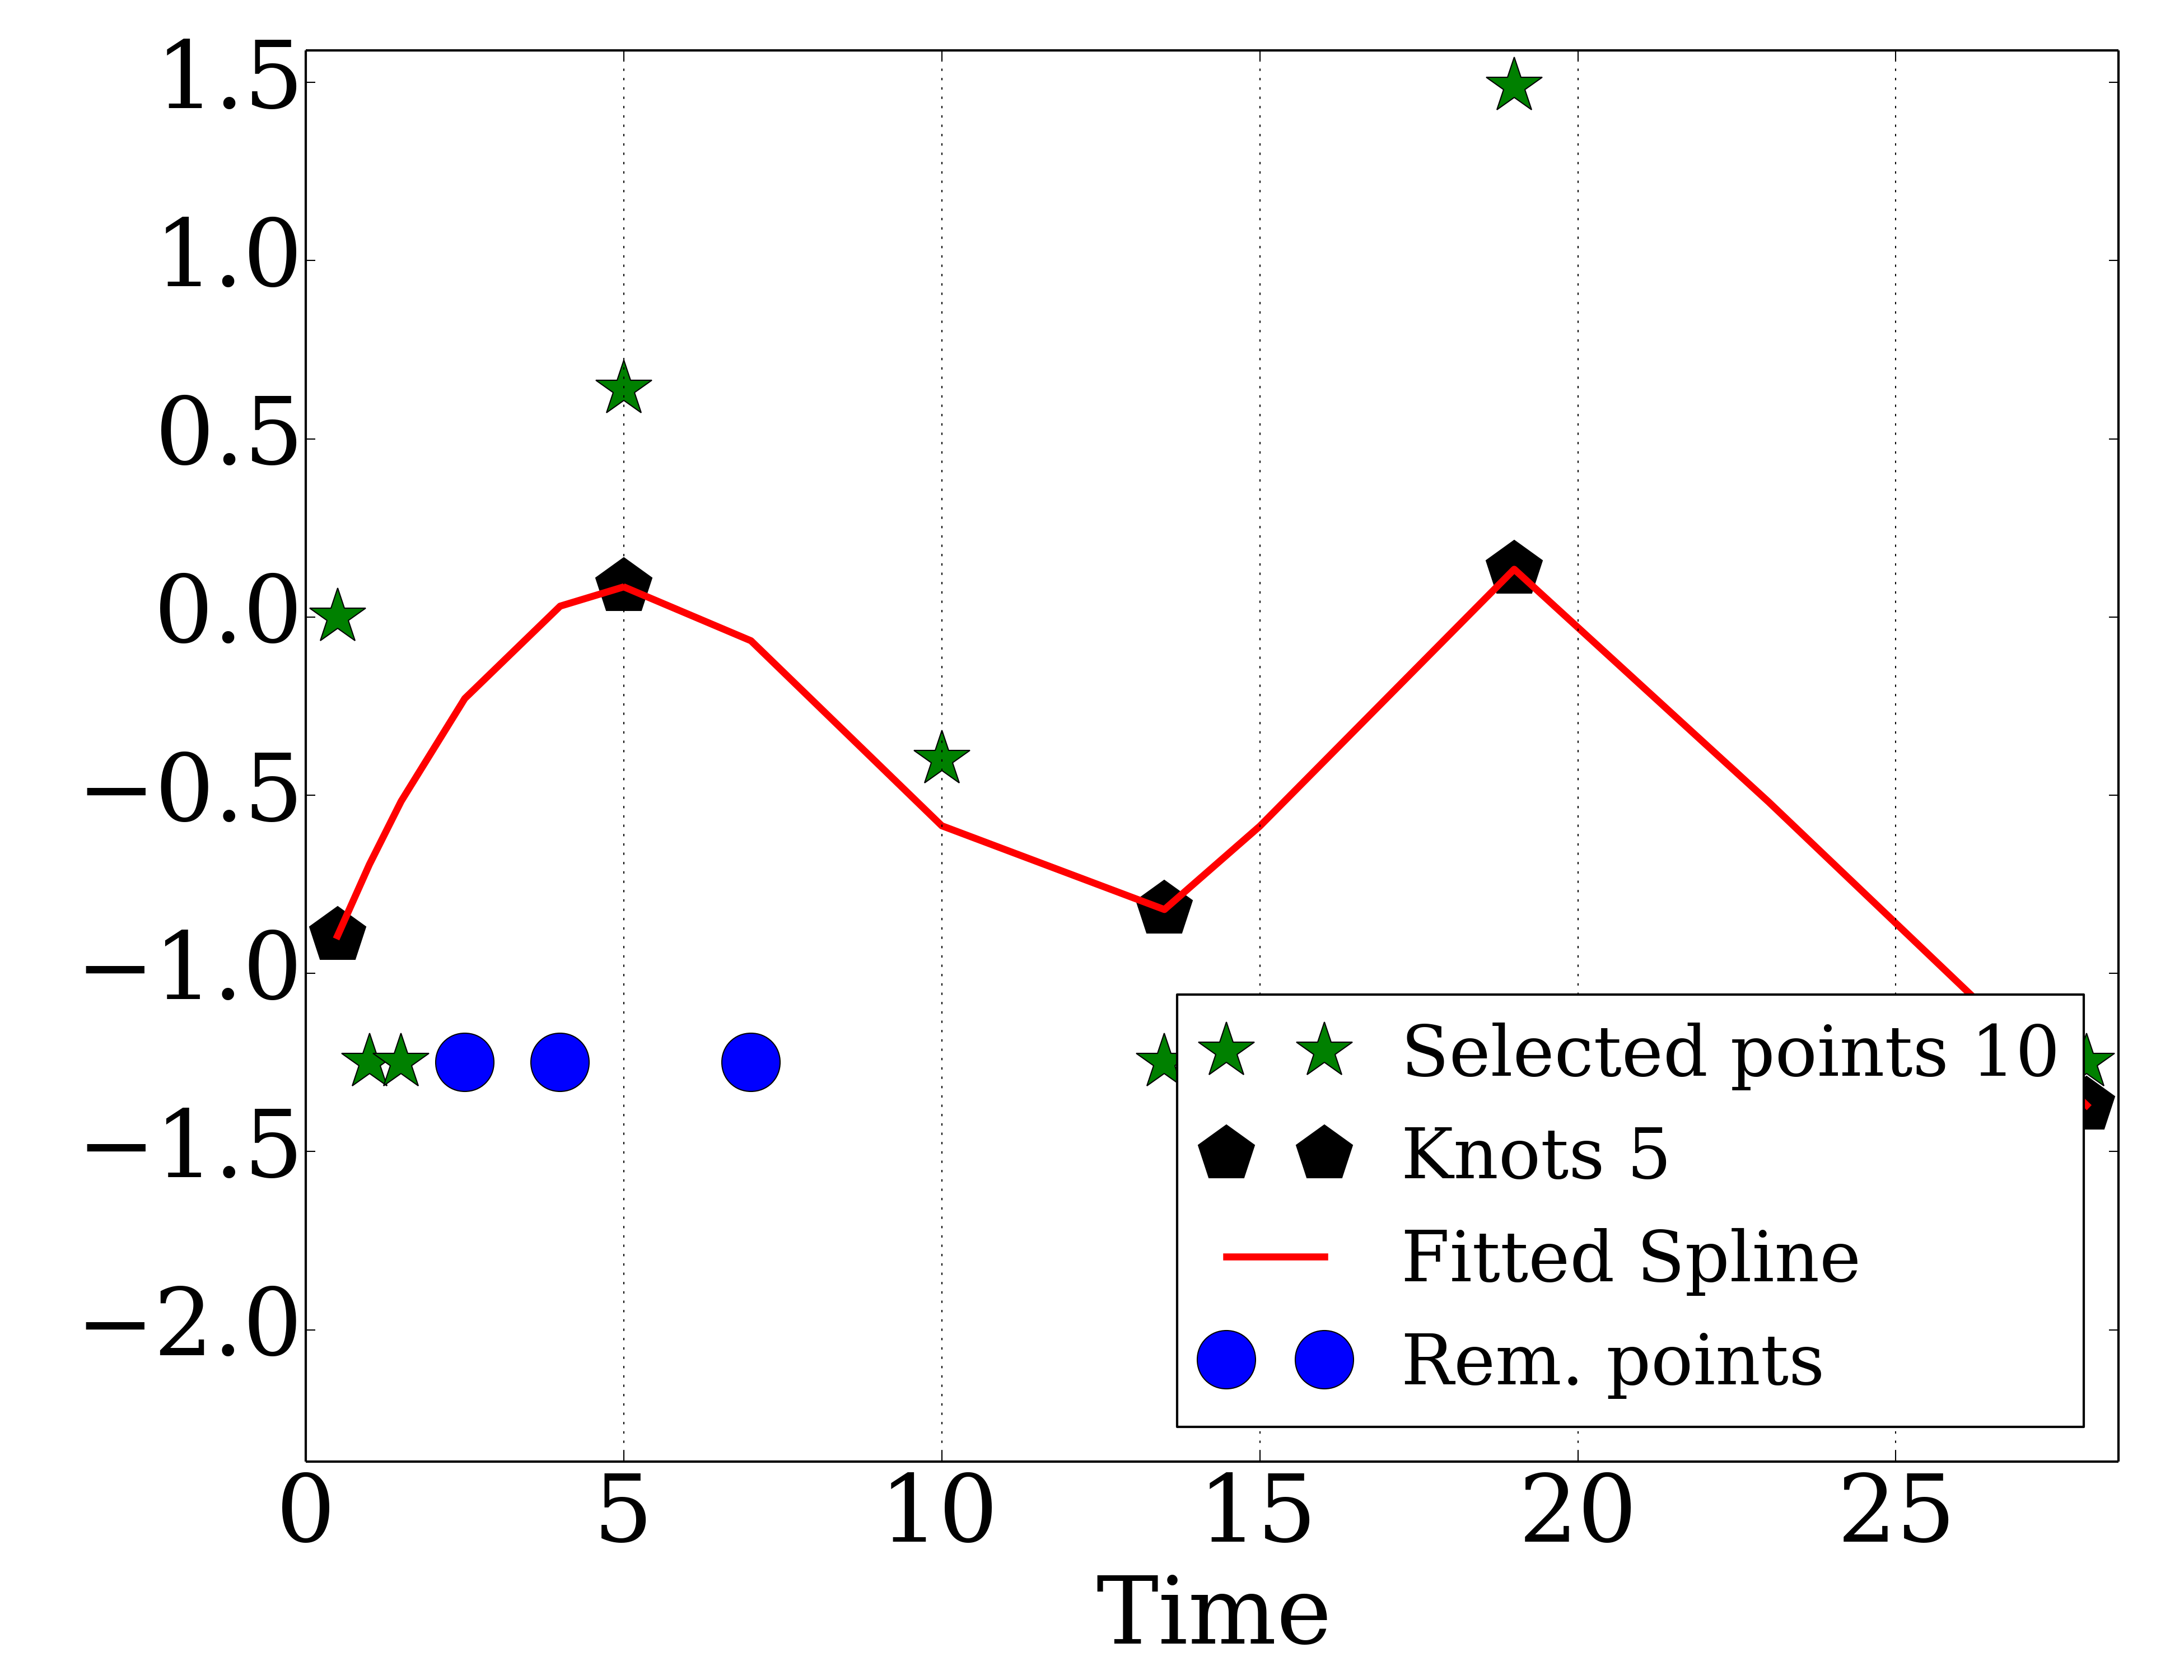 1.5
1.0
0.5
0.0
−0.5
−1.0
−1.5
−2.0
Selected points 10
Knots 5
Fitted Spline
Rem. points
0 5 10 15 20 25
Time